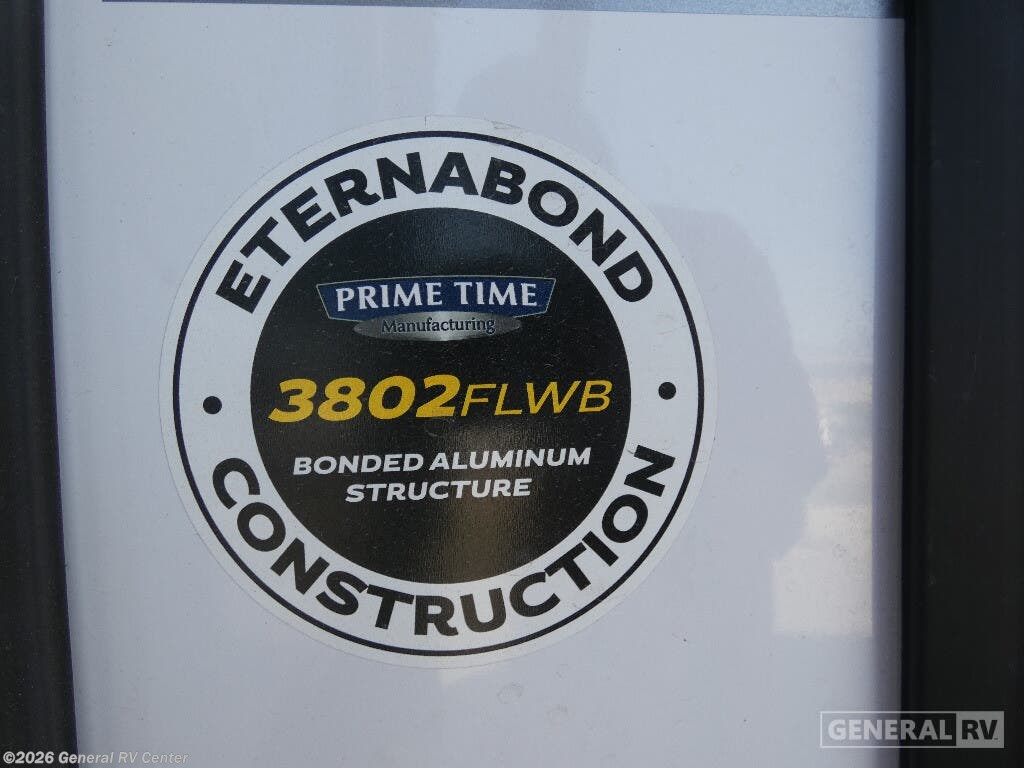 ETERNABOND
PRIME TIME
Manufacturing
3802FLWB
BONDED ALUMINUM
STRUCTURE
CONSTRUCTION
GENERAL RV
©2026 General RV Center